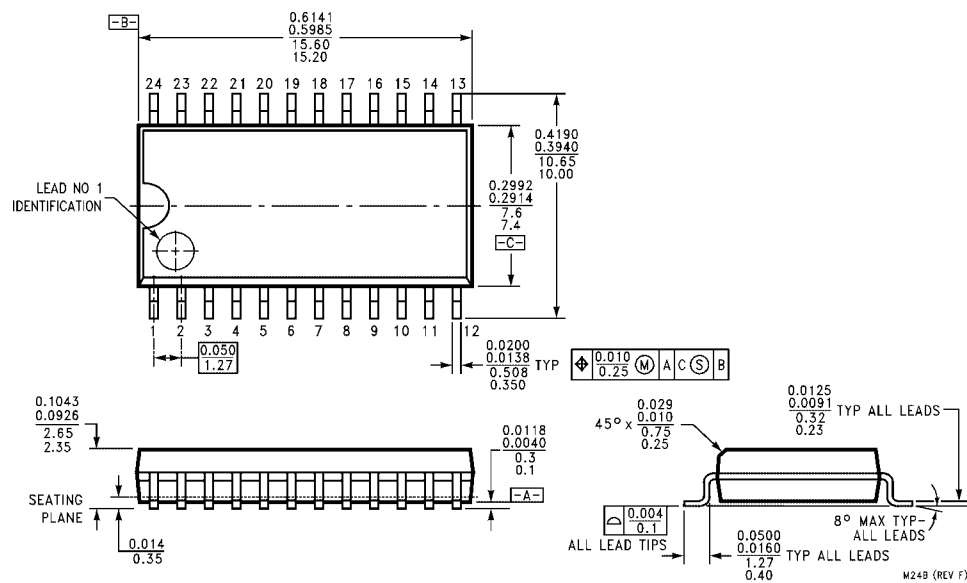 -B-
0.6141
0.5985
15.60
15.20
24 23 22 21 20 19 18 17 16 15 14 13
0.4190
0.3940
10.65
10.00
0.2992
0.2914
7.6
7.4
-C-
LEAD NO 1
IDENTIFICATION
1 2 3 4 5 6 7 8 9 10 11 12
0.050
1.27
0.0200
0.0138
0.508
0.350
TYP
0.010
0.25
M A C S B
0.1043
0.0926
2.65
2.35
0.0118
0.0040
0.3
0.1
-A-
SEATING
PLANE
0.014
0.35
45° x
0.029
0.010
0.75
0.25
0.0125
0.0091
0.32
0.23
TYP ALL LEADS
0.004
0.1
ALL LEAD TIPS
0.0500
0.0160
1.27
0.40
TYP ALL LEADS
8° MAX TYP-
ALL LEADS
M24B (REV F)